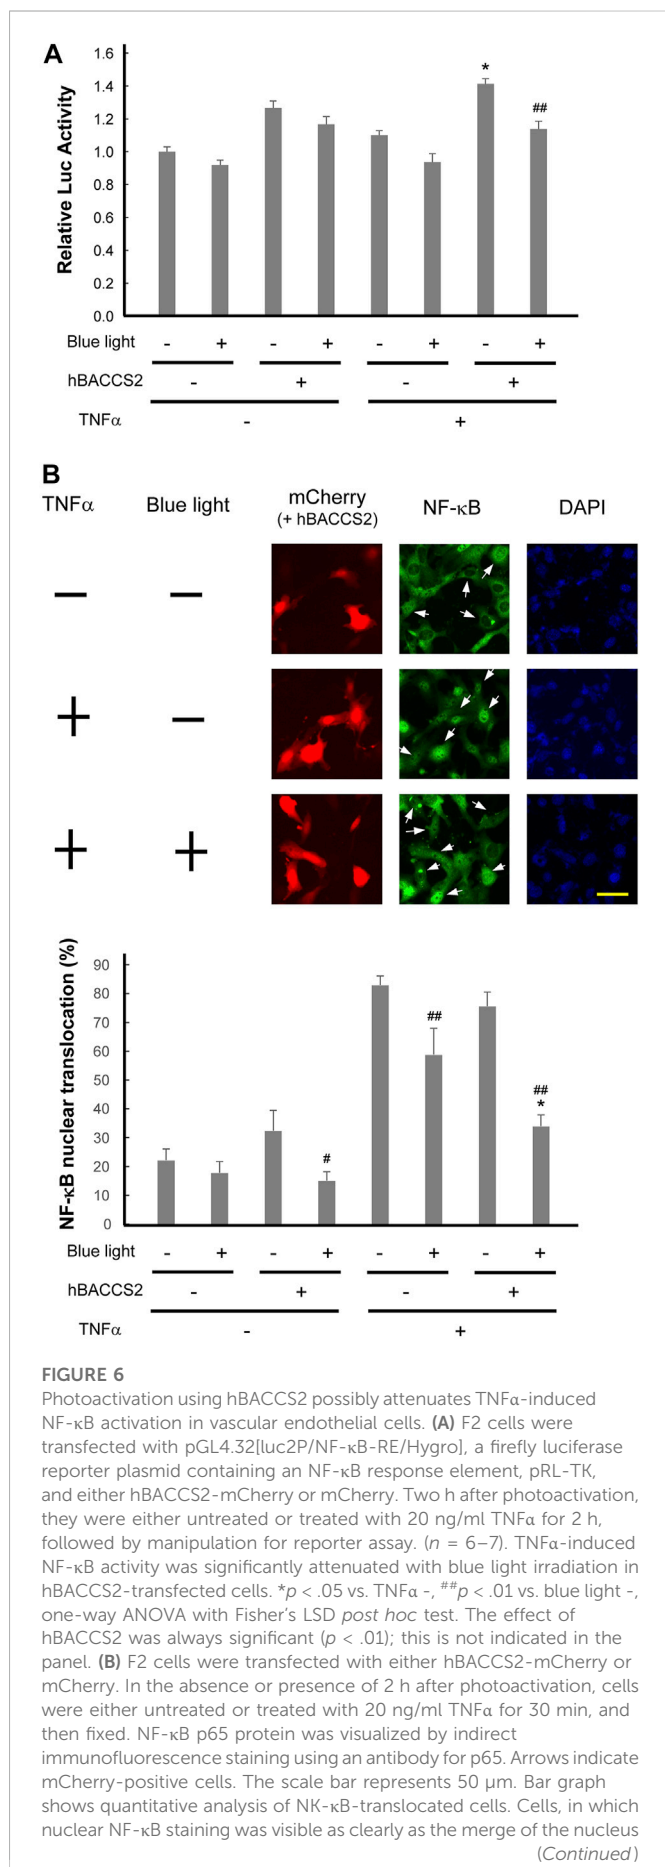 A
Relative Luc Activity
1.6
1.4
1.2
1.0
0.8
0.6
0.4
0.2
0.0
*
##
Blue light - + - + - + - +
hBACCS2 - + - +
TNFα - +
B
TNFα Blue light mCherry (+ hBACCS2) NF-κB DAPI
— —
+ —
+ +
NF-κB nuclear translocation (%)
90
80
70
60
50
40
30
20
10
0
#
##
##
*
Blue light - + - + - + - +
hBACCS2 - + - +
TNFα - +
FIGURE 6
Photoactivation using hBACCS2 possibly attenuates TNFα-induced
NF-κB activation in vascular endothelial cells. (A) F2 cells were
transfected with pGL4.32[luc2P/NF-κB-RE/Hygro], a firefly luciferase
reporter plasmid containing an NF-κB response element, pRL-TK,
and either hBACCS2-mCherry or mCherry. Two h after photoactivation,
they were either untreated or treated with 20 ng/ml TNFα for 2 h,
followed by manipulation for reporter assay. (n = 6–7). TNFα-induced
NF-κB activity was significantly attenuated with blue light irradiation in
hBACCS2-transfected cells. *p < .05 vs. TNFα -, ##p < .01 vs. blue light -,
one-way ANOVA with Fisher's LSD post hoc test. The effect of
hBACCS2 was always significant (p < .01); this is not indicated in the
panel. (B) F2 cells were transfected with either hBACCS2-mCherry or
mCherry. In the absence or presence of 2 h after photoactivation, cells
were either untreated or treated with 20 ng/ml TNFα for 30 min, and
then fixed. NF-κB p65 protein was visualized by indirect
immunofluorescence staining using an antibody for p65. Arrows indicate
mCherry-positive cells. The scale bar represents 50 μm. Bar graph
shows quantitative analysis of NK-κB-translocated cells. Cells, in which
nuclear NF-κB staining was visible as clearly as the merge of the nucleus
(Continued)